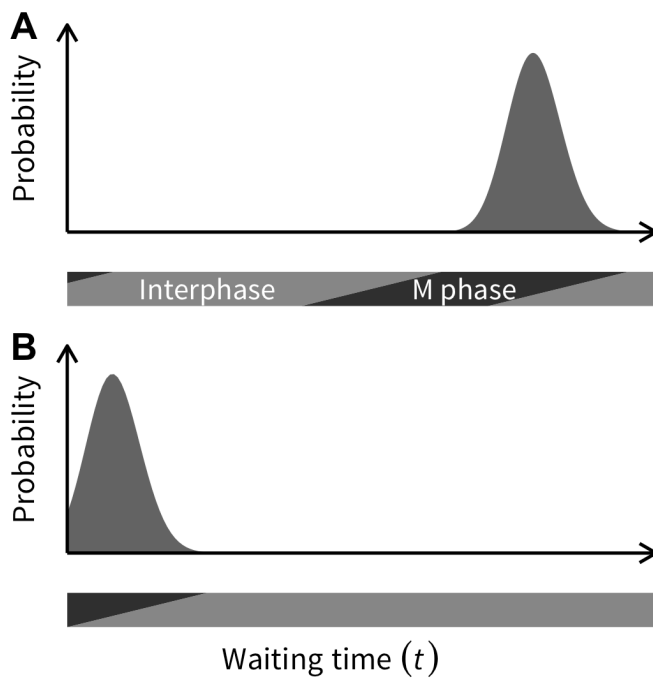 A
Probability
Interphase
M phase
B
Probability
Waiting time (t)